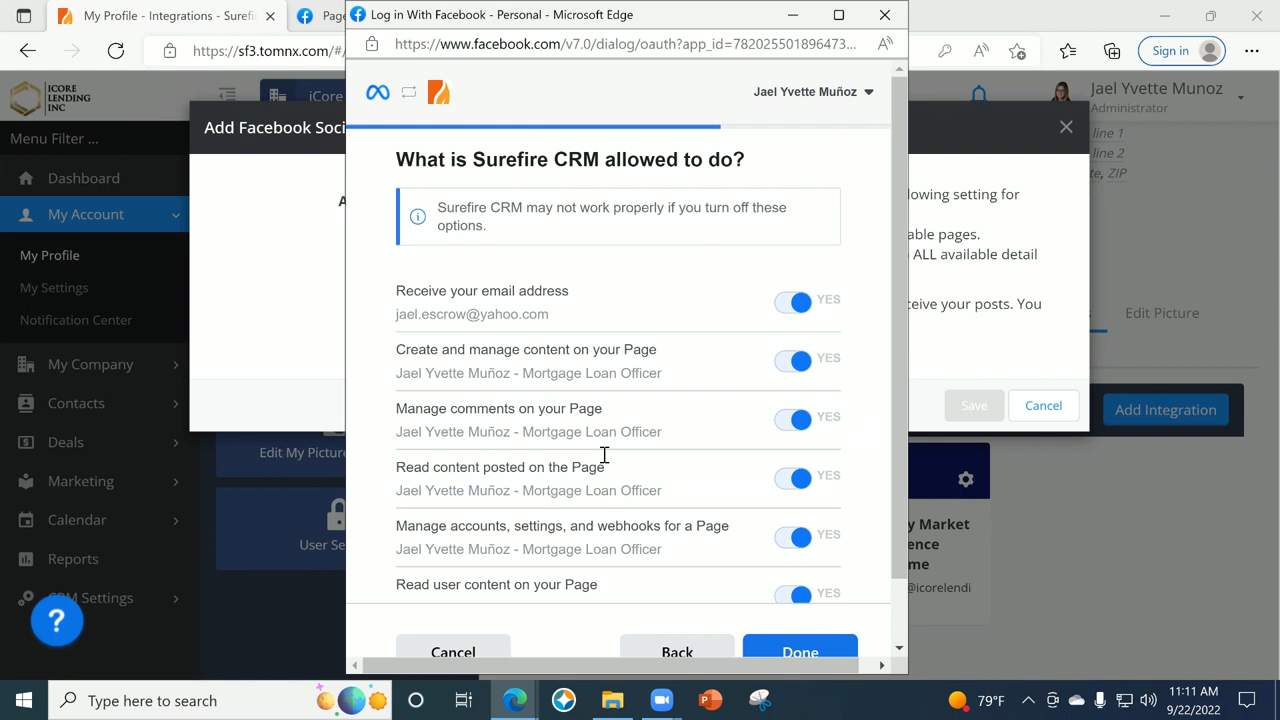 My Profile - Integrations - Surefi
Page
Log in With Facebook - Personal - Microsoft Edge
https://sf3.tomnx.com/#/
https://www.facebook.com/v7.0/dialog/oauth?app_id=782025501896473...
Sign in
ICORE
LENDING
INC
iCore
Jael Yvette Munoz
Administrator
Menu Filter ...
Dashboard
My Account
My Profile
My Settings
Notification Center
My Company
Contacts
Deals
Marketing
Calendar
Reports
CRM Settings
?
Add Facebook Soci
A
Jael Yvette Muñoz
What is Surefire CRM allowed to do?
Surefire CRM may not work properly if you turn off these
options.
Receive your email address
YES
jael.escrow@yahoo.com
Create and manage content on your Page
YES
Jael Yvette Muñoz - Mortgage Loan Officer
Manage comments on your Page
YES
Jael Yvette Muñoz - Mortgage Loan Officer
Read content posted on the Page
YES
Jael Yvette Muñoz - Mortgage Loan Officer
Manage accounts, settings, and webhooks for a Page
YES
Jael Yvette Muñoz - Mortgage Loan Officer
Read user content on your Page
YES
Cancel
Back
Done
line 1
line 2
te, ZIP
lowing setting for
able pages.
ALL available detail
ceive your posts. You
Edit Picture
Save
Cancel
Add Integration
Edit My Pictur
User Se
y Market
ence
me
@icorelendi
Type here to search
79°F
11:11 AM
9/22/2022